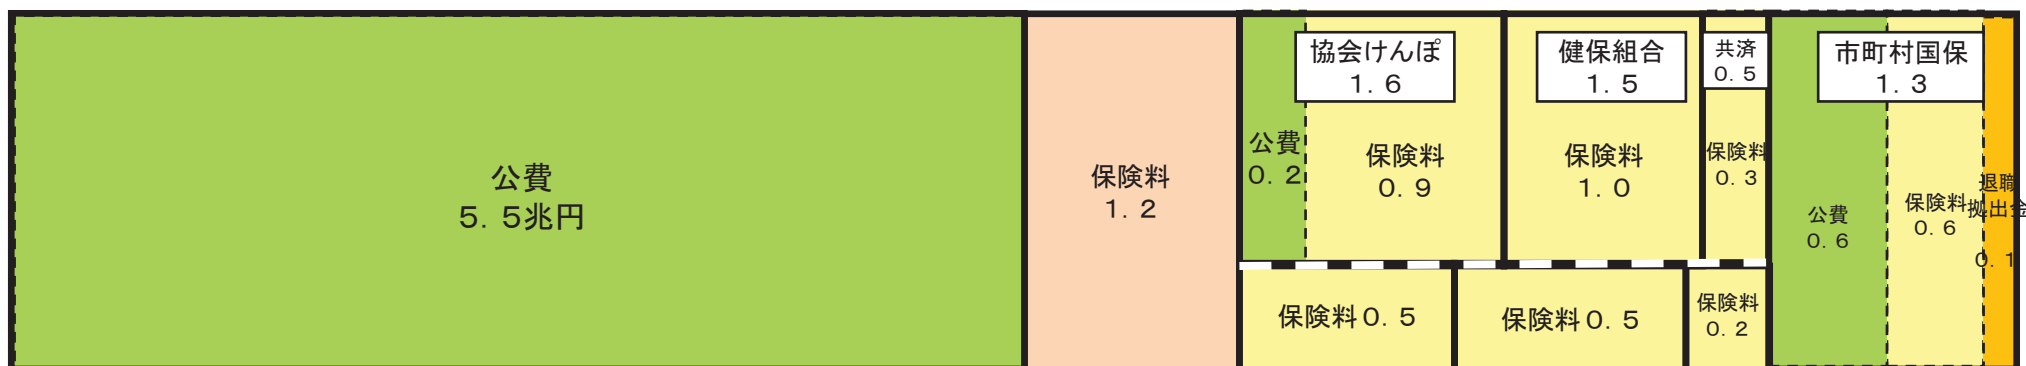 公費
５．５兆円
保険料
１．２
協会けんぽ
１．６
公費
０．２
保険料
０．９
健保組合
１．５
保険料
１．０
共済
０．５
保険料
０．３
保険料０．５
保険料０．５
保険料
０．２
市町村国保
１．３
公費
０．６
保険料
０．６
退職
拠出金
０．１